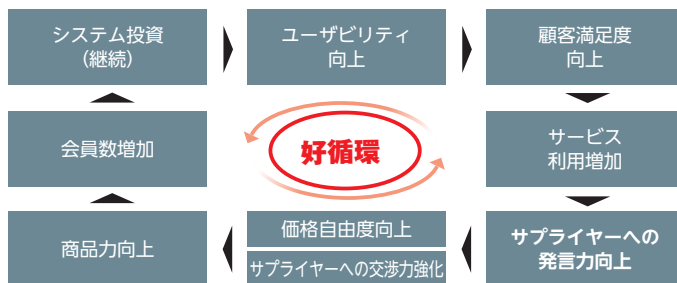 システム投資
(継続)
ユーザビリティ
向上
顧客満足度
向上
会員数増加
好循環
サービス
利用増加
商品力向上
価格自由度向上
サプライヤーへの交渉力強化
サプライヤーへの
発言力向上